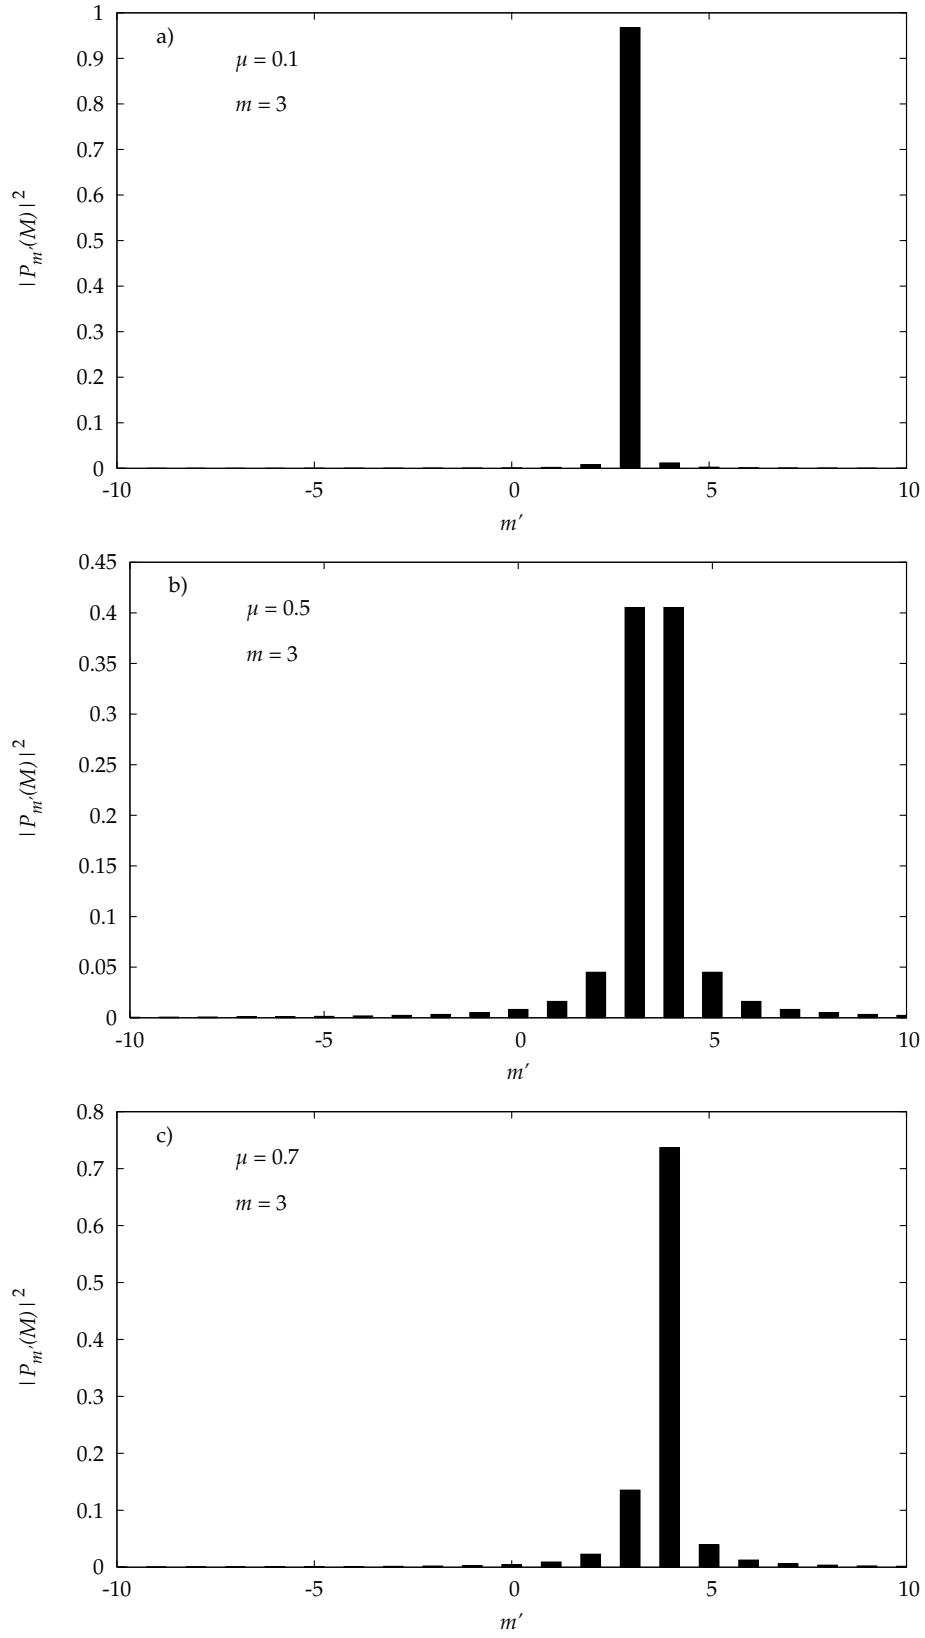 a)
μ = 0.1
m = 3
1
0.9
0.8
0.7
0.6
0.5
0.4
0.3
0.2
0.1
0
|P_{m′}(M)|²
-10 -5 0 5 10
m′
b)
μ = 0.5
m = 3
0.45
0.4
0.35
0.3
0.25
0.2
0.15
0.1
0.05
0
|P_{m′}(M)|²
-10 -5 0 5 10
m′
c)
μ = 0.7
m = 3
0.8
0.7
0.6
0.5
0.4
0.3
0.2
0.1
0
|P_{m′}(M)|²
-10 -5 0 5 10
m′